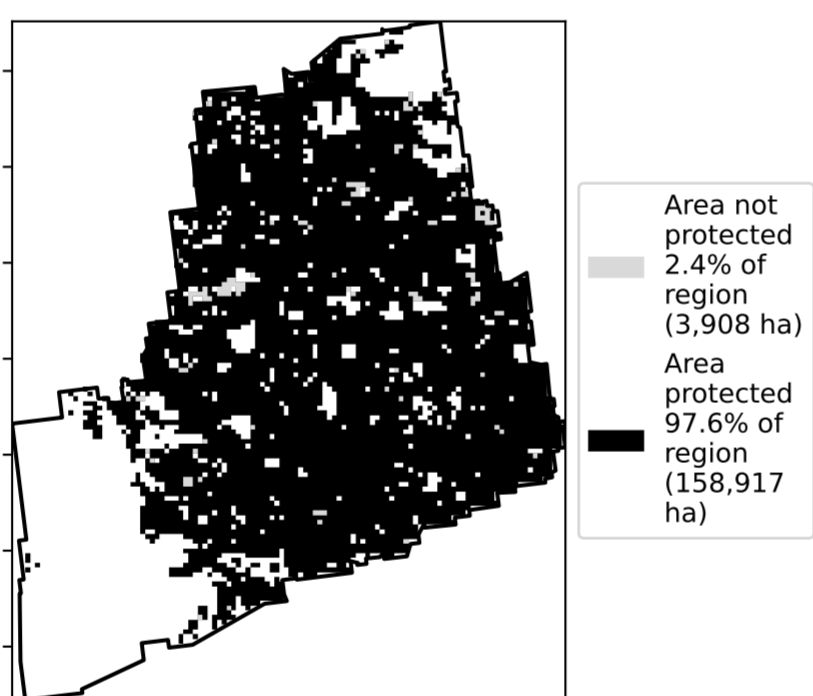 Area not
protected
2.4% of
region
(3,908 ha)
Area
protected
97.6% of
region
(158,917
ha)